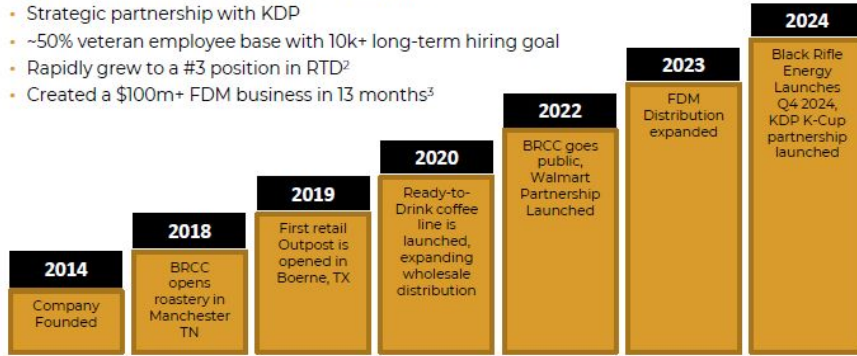 • Strategic partnership with KDP
• ~50% veteran employee base with 10k+ long-term hiring goal
• Rapidly grew to a #3 position in RTD²
• Created a $100m+ FDM business in 13 months³
2014
Company
Founded
2018
BRCC
opens
roastery in
Manchester
TN
2019
First retail
Outpost is
opened in
Boerne, TX
2020
Ready-to-
Drink coffee
line is
launched,
expanding
wholesale
distribution
2022
BRCC goes
public,
Walmart
Partnership
Launched
2023
FDM
Distribution
expanded
2024
Black Rifle
Energy
Launches
Q4 2024,
KDP K-Cup
partnership
launched